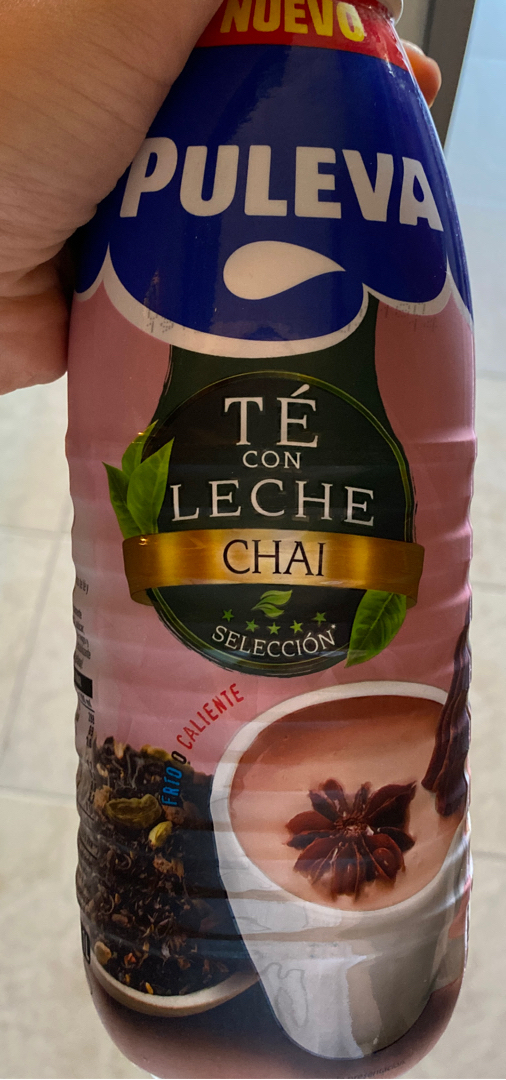 NUEVO
PULEVA
TÉ
CON
LECHE
CHAI
SELECCIÓN*
FRÍO O CALIENTE